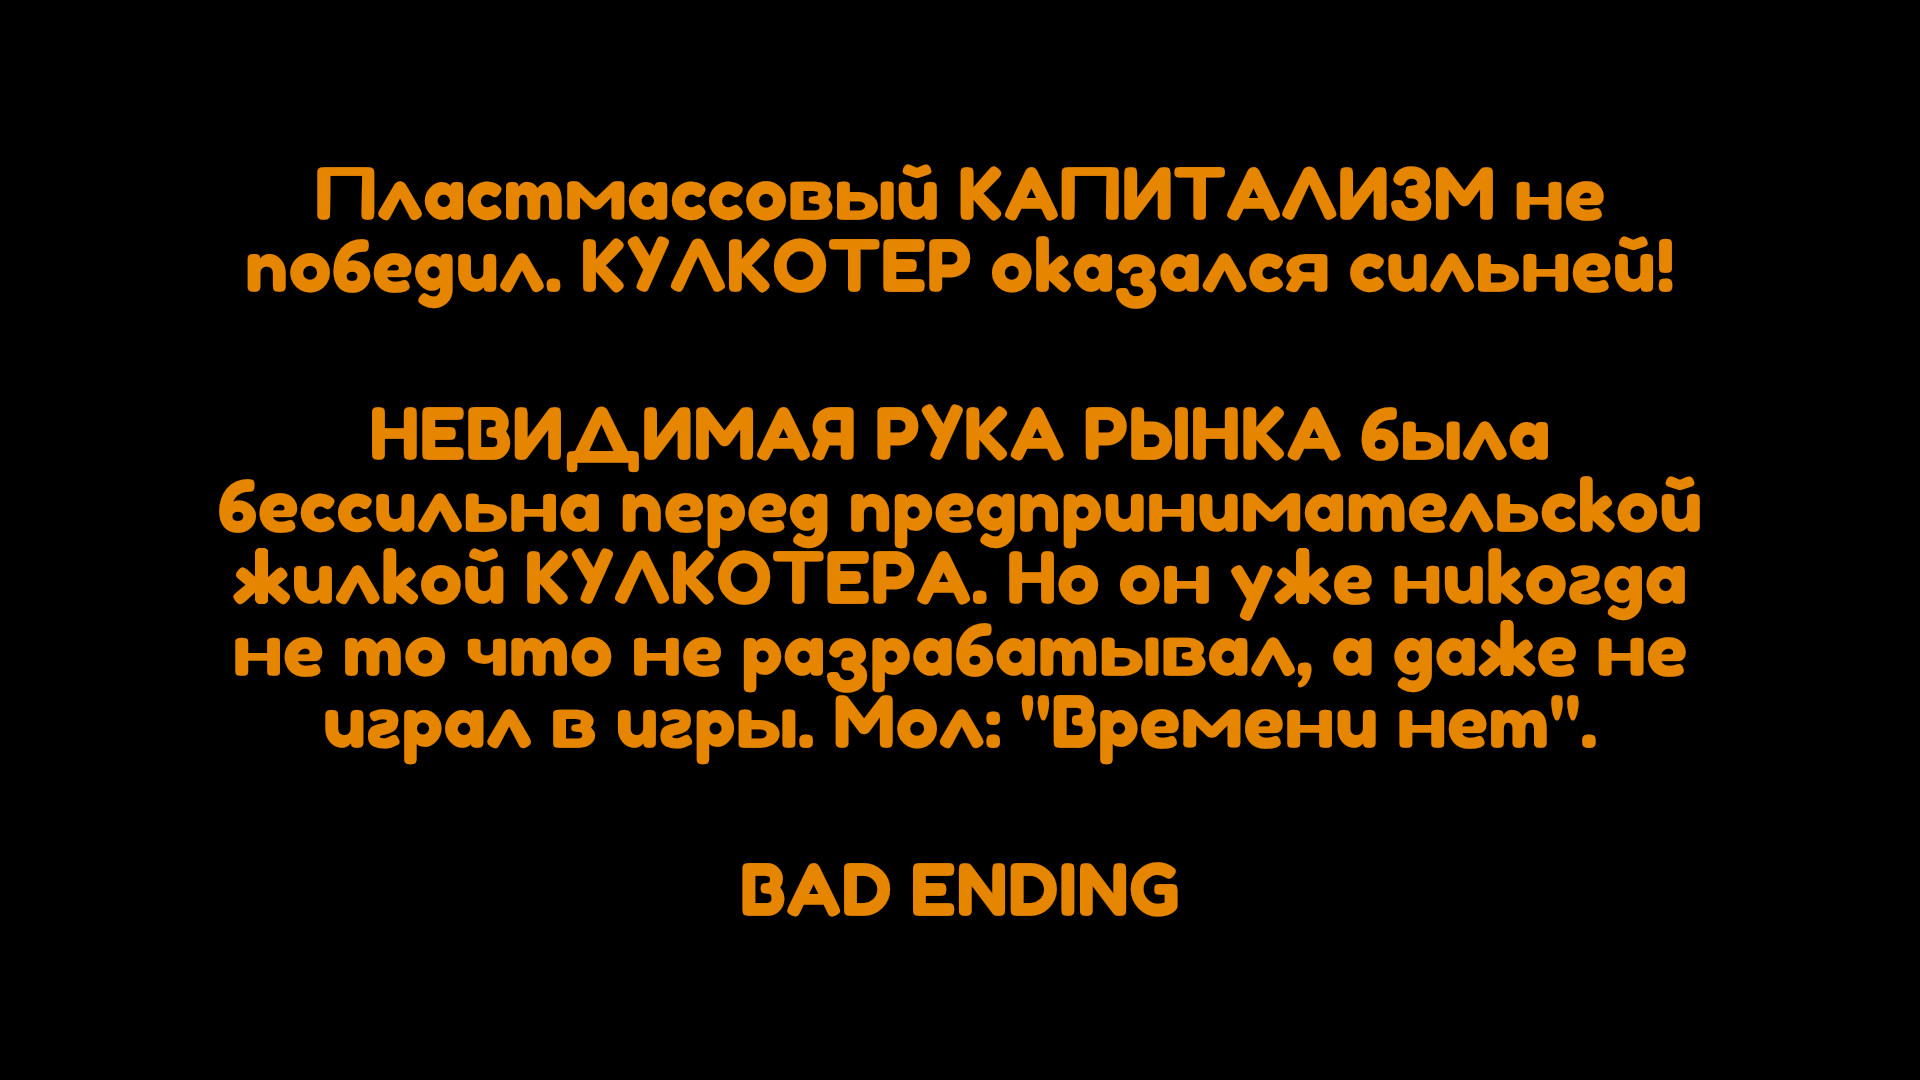 Пластмассовый КАПИТАЛИЗМ не
победил. КУЛКОТЕР оказался сильней!
НЕВИДИМАЯ РУКА РЫНКА была
бессильна перед предпринимательской
жилкой КУЛКОТЕРА. Но он уже никогда
не то что не разрабатывал, а даже не
играл в игры. Мол: "Времени нет".
BAD ENDING